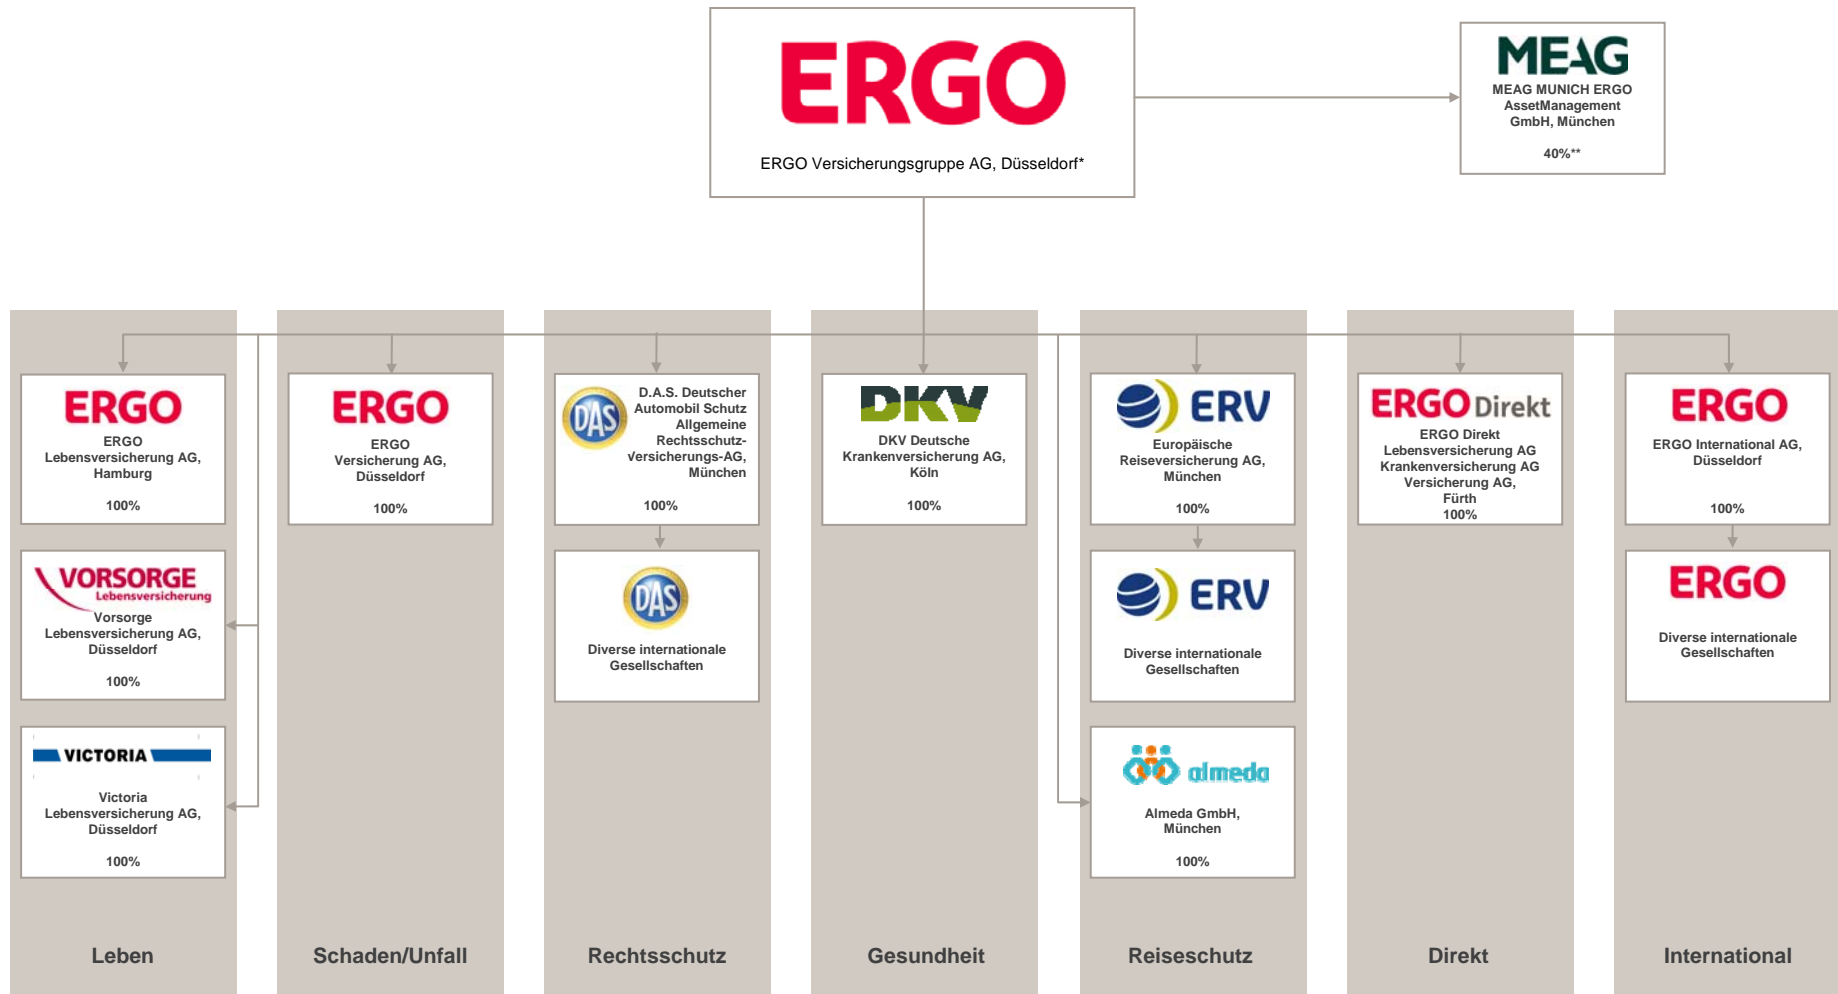 ERGO
ERGO Versicherungsgruppe AG, Düsseldorf*
MEAG
MEAG MUNICH ERGO
AssetManagement
GmbH, München
40%**
ERGO
ERGO
Lebensversicherung AG,
Hamburg
100%
VORSORGE
Lebensversicherung
Vorsorge
Lebensversicherung AG,
Düsseldorf
100%
VICTORIA
Victoria
Lebensversicherung AG,
Düsseldorf
100%
Leben
ERGO
ERGO
Versicherung AG,
Düsseldorf
100%
Schaden/Unfall
DAS
D.A.S. Deutscher
Automobil Schutz
Allgemeine
Rechtsschutz-
Versicherungs-AG,
München
100%
DAS
Diverse internationale
Gesellschaften
Rechtsschutz
DKV
DKV Deutsche
Krankenversicherung AG,
Köln
100%
Gesundheit
ERV
Europäische
Reiseversicherung AG,
München
100%
ERV
Diverse internationale
Gesellschaften
almeda
Almeda GmbH,
München
100%
Reiseschutz
ERGO Direkt
ERGO Direkt
Lebensversicherung AG
Krankenversicherung AG
Versicherung AG,
Fürth
100%
Direkt
ERGO
ERGO International AG,
Düsseldorf
100%
ERGO
Diverse internationale
Gesellschaften
International